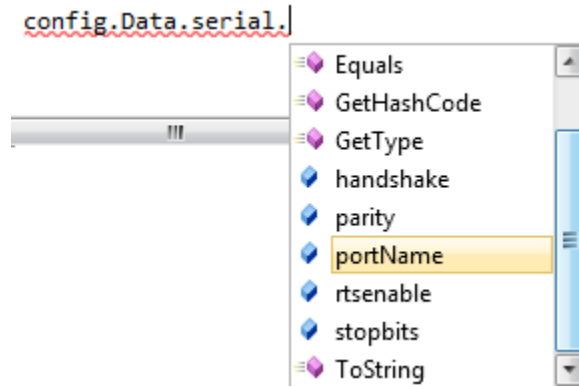 config.Data.serial.
Equals
GetHashCode
GetType
handshake
parity
portName
rtsenable
stopbits
ToString